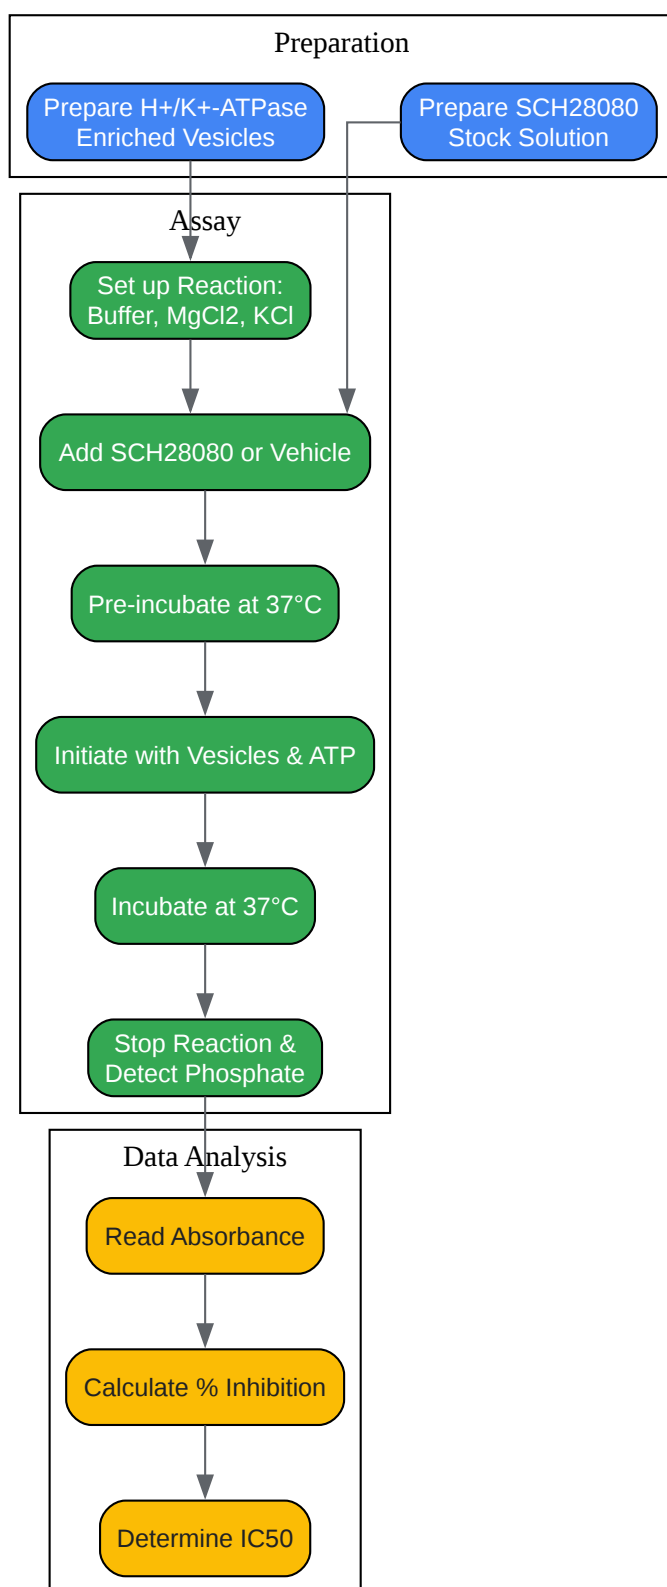 Preparation
Prepare H+/K+-ATPase
Enriched Vesicles
Prepare SCH28080
Stock Solution
Assay
Set up Reaction:
Buffer, MgCl2, KCl
Add SCH28080 or Vehicle
Pre-incubate at 37°C
Initiate with Vesicles & ATP
Incubate at 37°C
Stop Reaction &
Detect Phosphate
Data Analysis
Read Absorbance
Calculate % Inhibition
Determine IC50